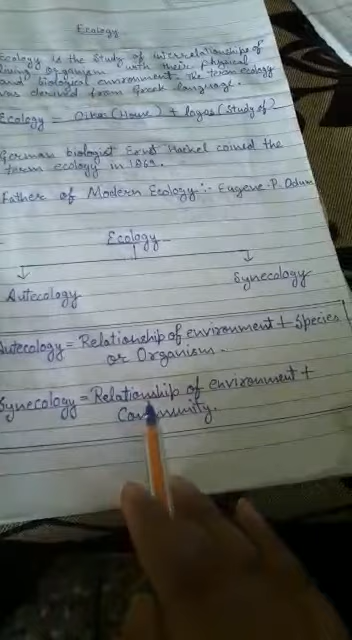 Ecology
Ecology is the study of interrelationships of
living organism with their physical
and biological environment. The term ecology
was derived from Greek language.
Ecology = Oikos (House) + logos (Study of)
German biologist Ernst Haekel coined the
term ecology in 1869.
Father of Modern Ecology :- Eugene. P. Odum
Ecology
Autecology
Synecology
Autecology = Relationship of environment + Species
or Organism.
Synecology = Relationship of environment +
Community.